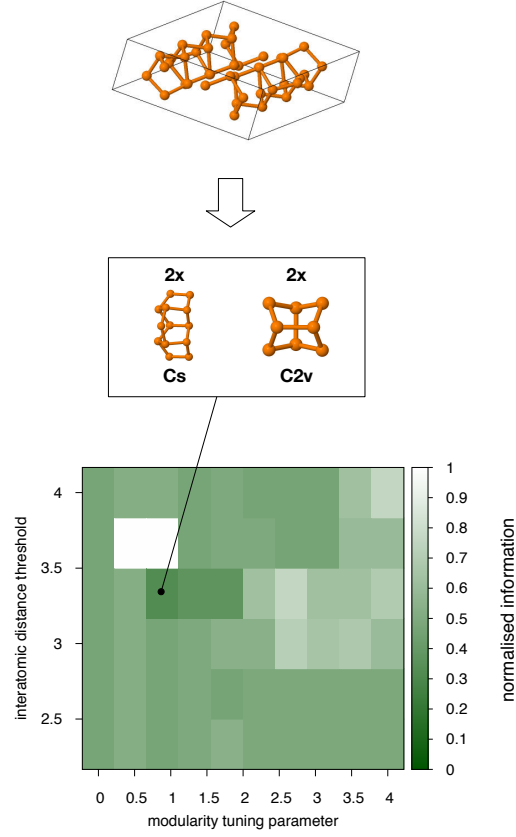 2x 2x
Cs C2v
4
3.5
3
2.5
interatomic distance threshold
0 0.5 1 1.5 2 2.5 3 3.5 4
modularity tuning parameter
1
0.9
0.8
0.7
0.6
0.5
0.4
0.3
0.2
0.1
0
normalised information